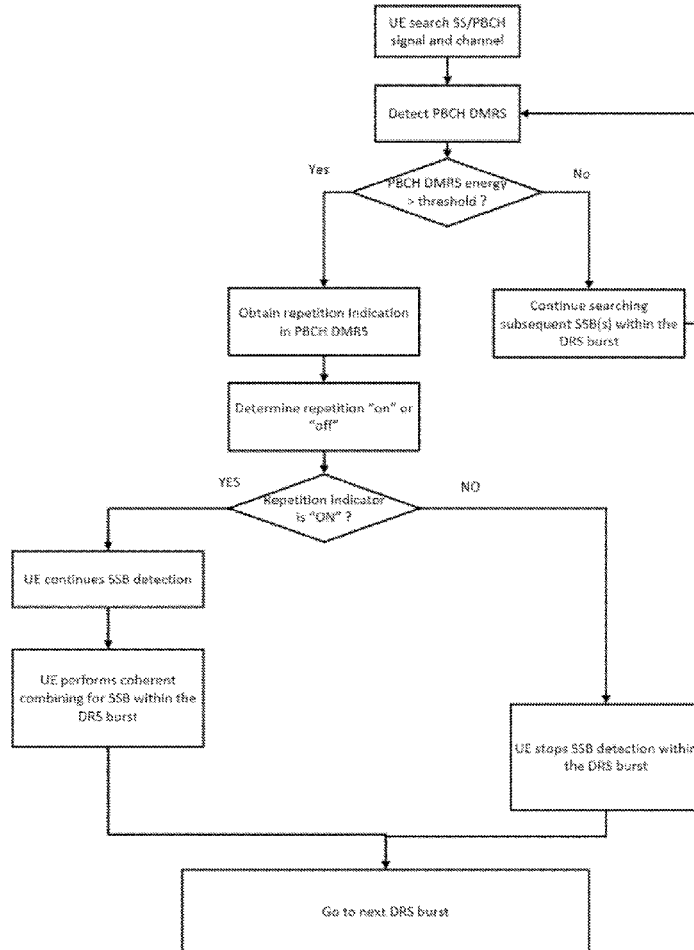 UE search SS/PBCH
signal and channel
Detect PBCH DMRS
Yes
No
PBCH DMRS energy
> threshold ?
Obtain repetition Indication
in PBCH DMRS
Continue searching
subsequent SSB(s) within the
DRS burst
Determine repetition "on" or
"off"
YES
NO
Repetition Indicator
is "ON" ?
UE continues SSB detection
UE performs coherent
combining for SSB within the
DRS burst
UE stops SSB detection within
the DRS burst
Go to next DRS burst